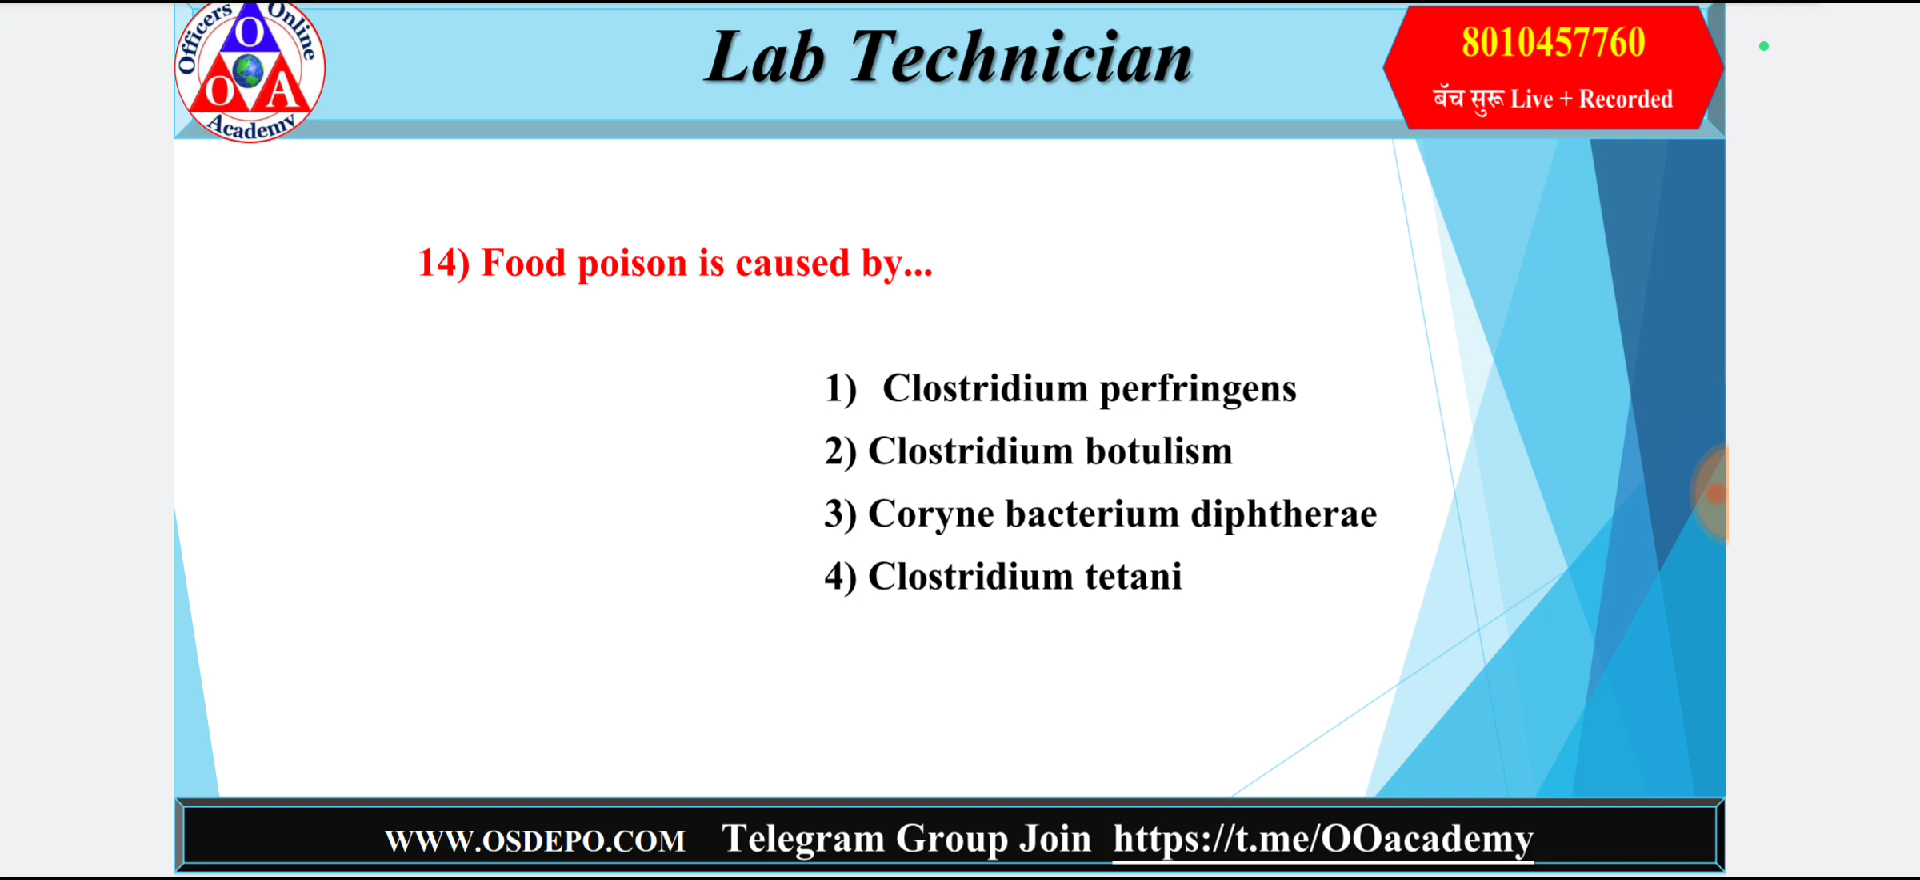 Officers Online
O
O A
Academy
Lab Technician
8010457760
बॅच सुरू Live + Recorded
14) Food poison is caused by...
1) Clostridium perfringens
2) Clostridium botulism
3) Coryne bacterium diphtherae
4) Clostridium tetani
WWW.OSDEPO.COM Telegram Group Join https://t.me/OOacademy